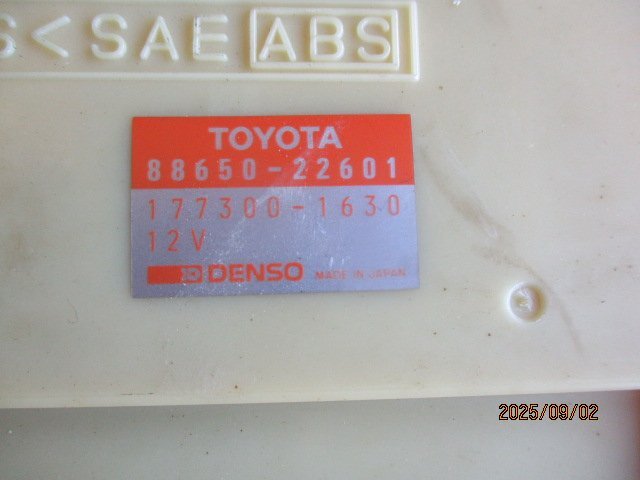 S<SAE ABS
TOYOTA
88650-22601
177300-1630
12V
DENSO MADE IN JAPAN
2025/09/02